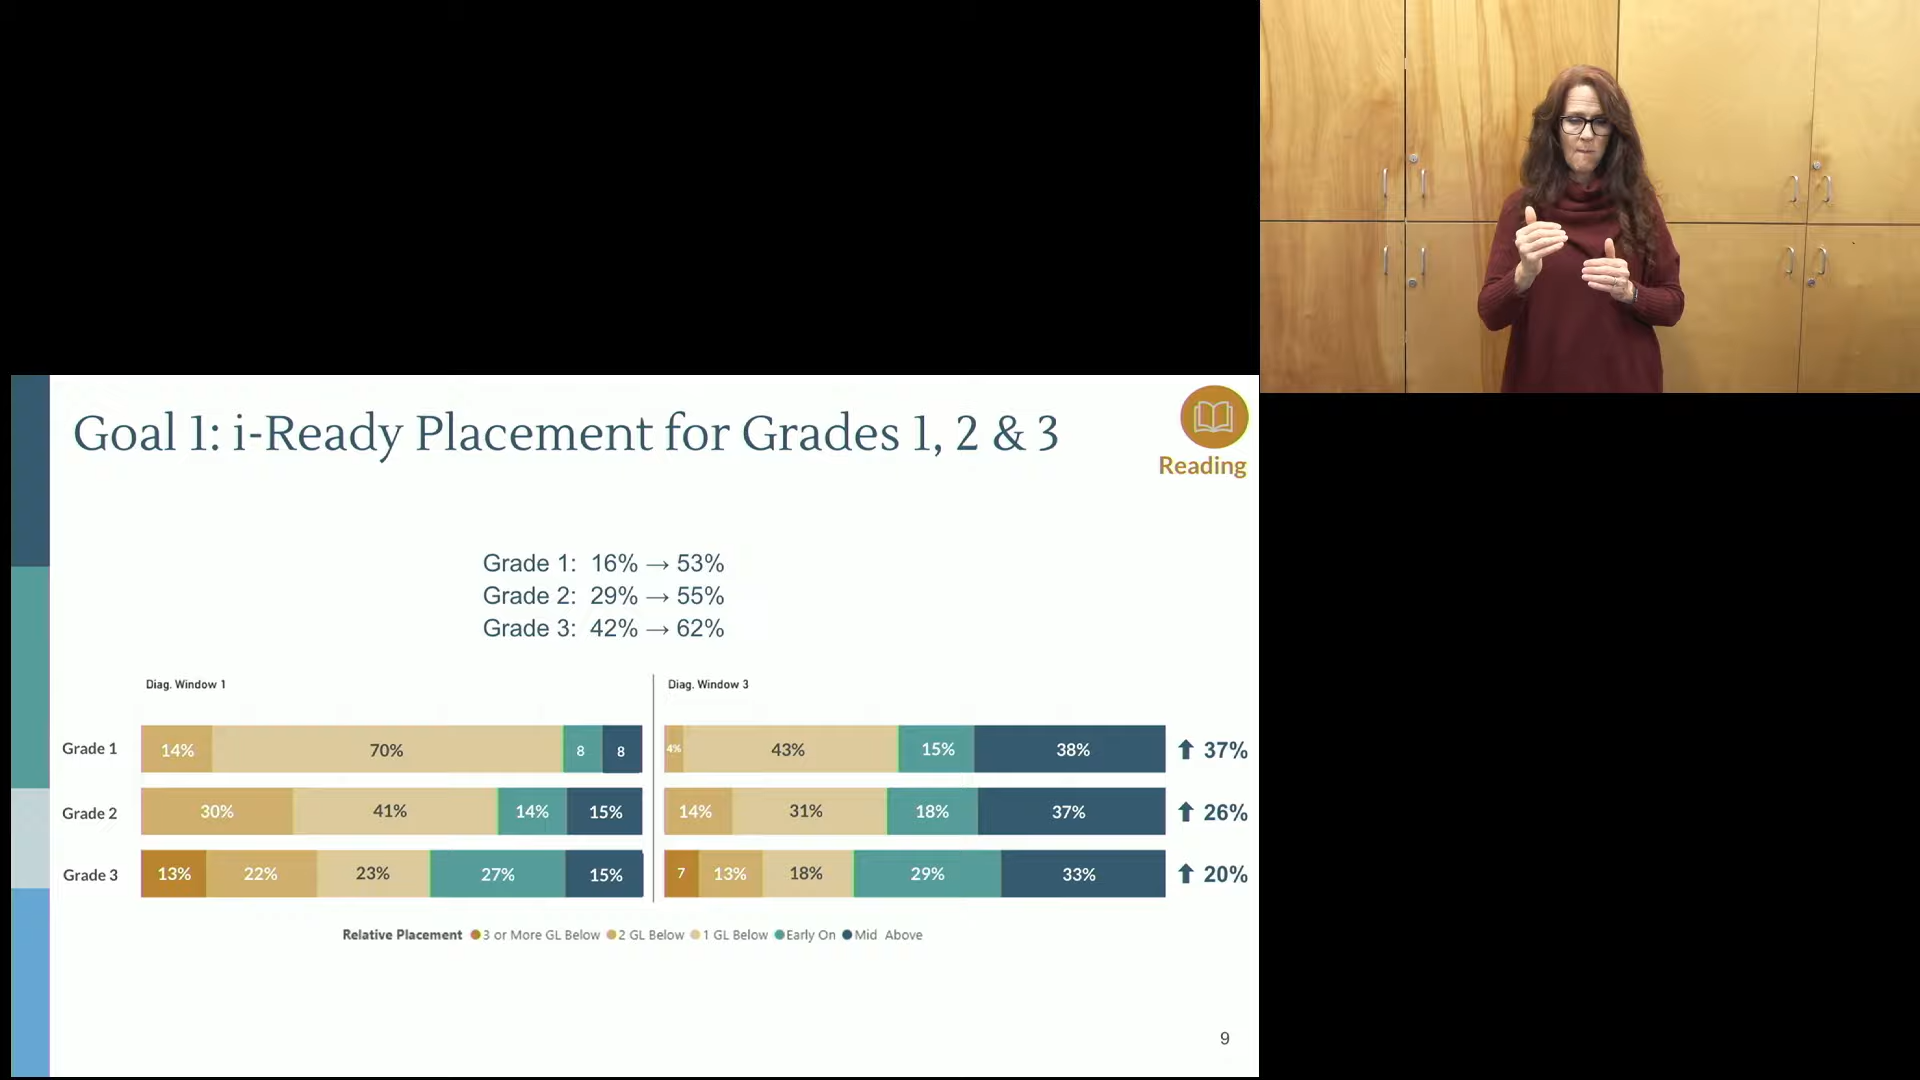 Goal 1: i-Ready Placement for Grades 1, 2 & 3
Reading
Grade 1: 16% → 53%
Grade 2: 29% → 55%
Grade 3: 42% → 62%
Diag. Window 1
Diag. Window 3
Grade 1 14% 70% 8 8 4% 43% 15% 38% ⬆ 37%
Grade 2 30% 41% 14% 15% 14% 31% 18% 37% ⬆ 26%
Grade 3 13% 22% 23% 27% 15% 7 13% 18% 29% 33% ⬆ 20%
Relative Placement 3 or More GL Below 2 GL Below 1 GL Below Early On Mid Above
9